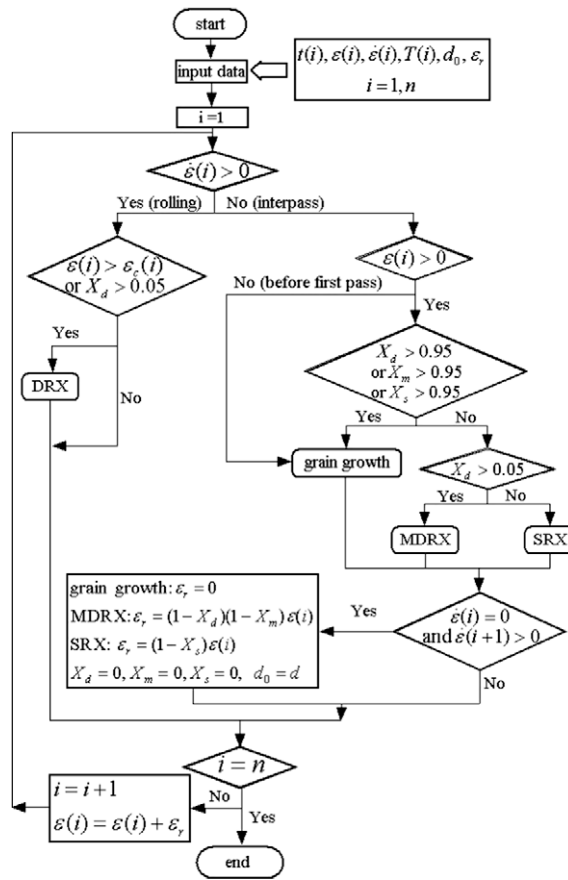 start
input data
t(i), ε(i), ε̇(i), T(i), d₀, εᵣ
i = 1, n
i =1
ε̇(i) > 0
Yes (rolling)
No (interpass)
ε(i) > ε_c(i)
or X_d > 0.05
ε(i) > 0
No (before first pass)
Yes
Yes
DRX
No
X_d > 0.95
or X_m > 0.95
or X_s > 0.95
Yes
No
grain growth
X_d > 0.05
Yes
No
MDRX
SRX
grain growth: εᵣ = 0
MDRX: εᵣ = (1− X_d)(1− X_m)ε(i)
SRX: εᵣ = (1− X_s)ε(i)
X_d = 0, X_m = 0, X_s = 0, d₀ = d
Yes
ε̇(i) = 0
and ε̇(i+1) > 0
No
i = n
i = i+1
ε(i) = ε(i) + εᵣ
No
Yes
end